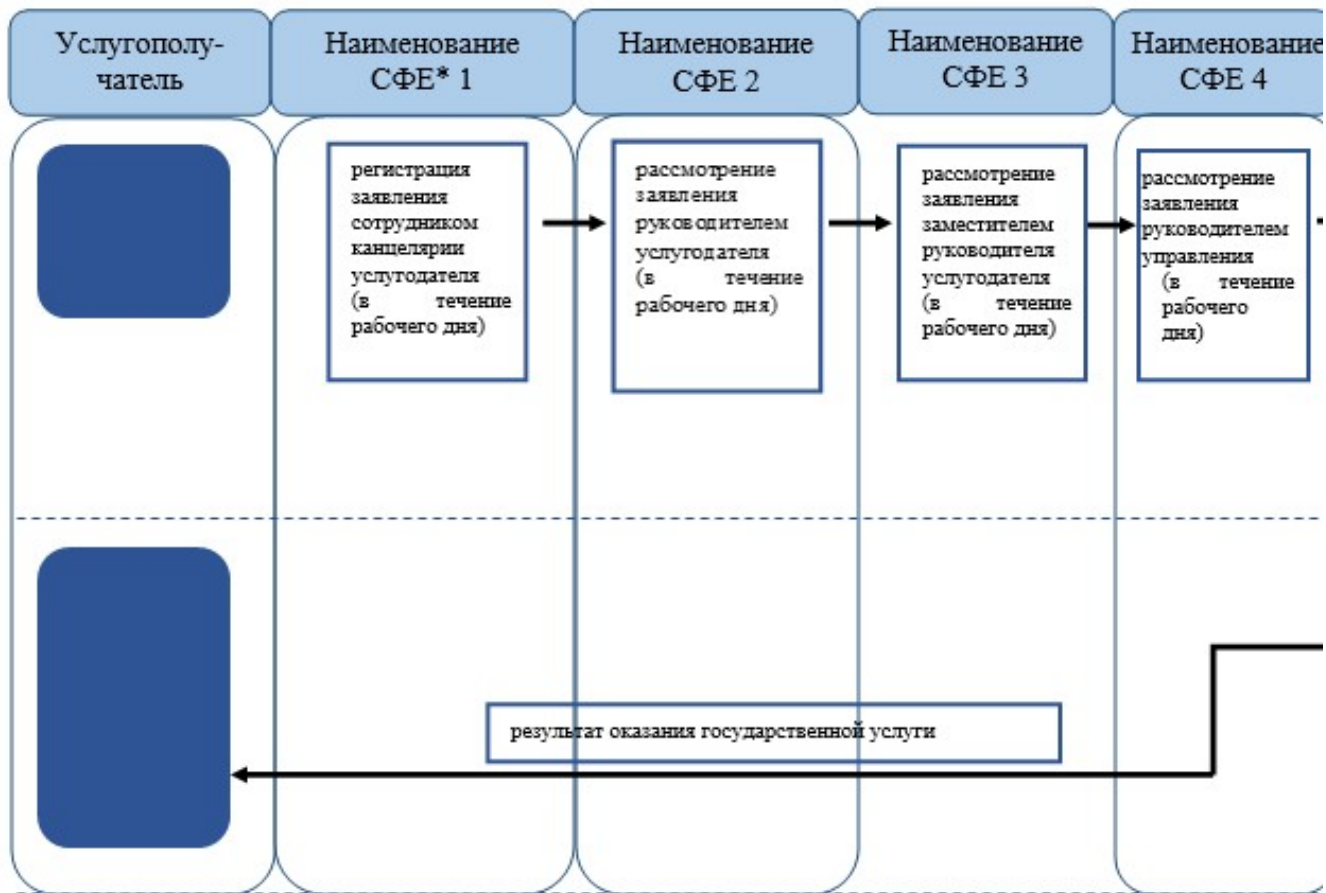 Услугополу-
чатель
Наименование
СФЕ* 1
Наименование
СФЕ 2
Наименование
СФЕ 3
Наименование
СФЕ 4
регистрация
заявления
сотрудником
канцелярии
услугодателя
(в течение
рабочего дня)
рассмотрение
заявления
руководителем
услугодателя
(в течение
рабочего дня)
рассмотрение
заявления
заместителем
руководителя
услугодателя
(в течение
рабочего дня)
рассмотрение
заявления
руководителем
управления
(в течение
рабочего
дня)
результат оказания государственной услуги